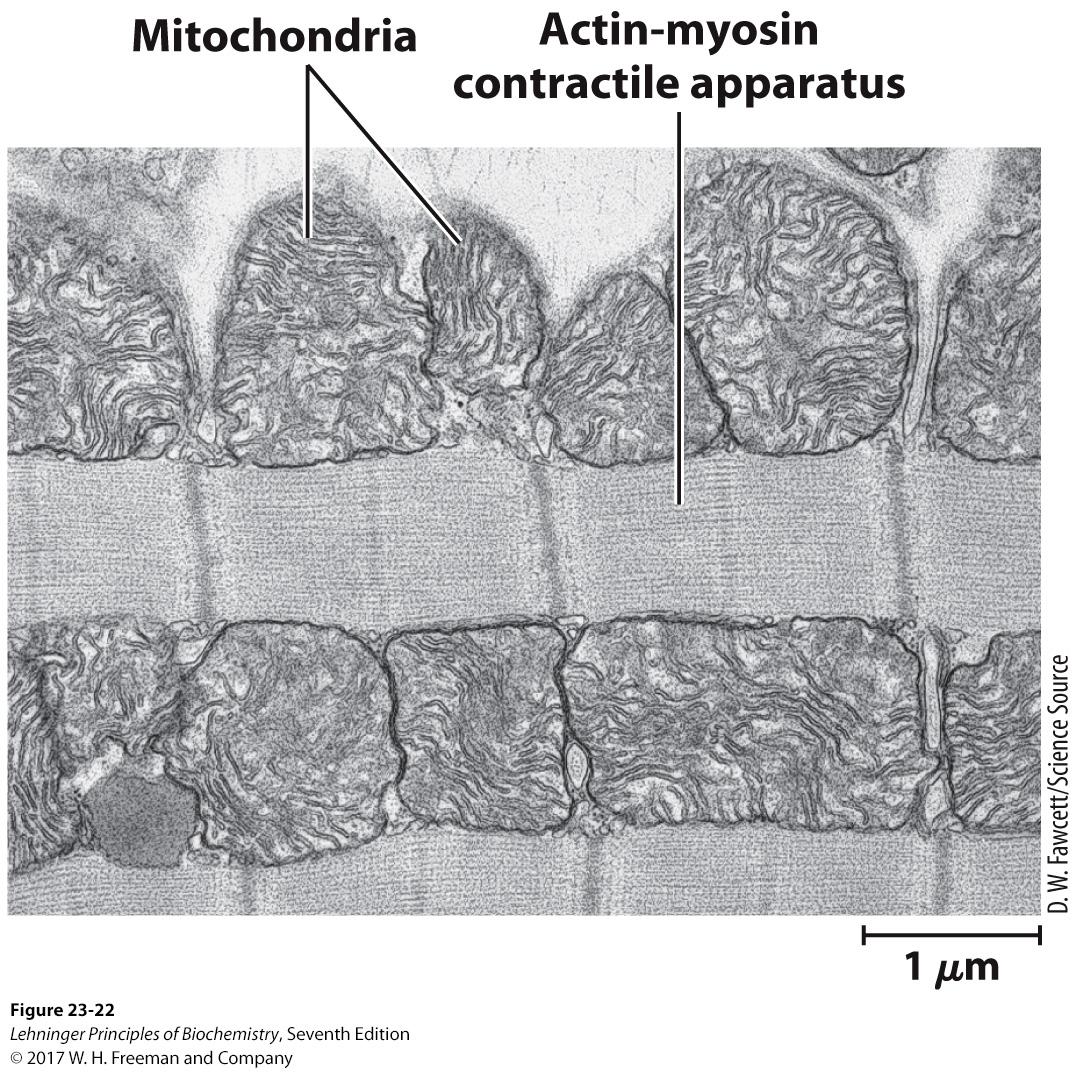 Mitochondria
Actin-myosin
contractile apparatus
D. W. Fawcett/Science Source
1 μm
Figure 23-22
Lehninger Principles of Biochemistry, Seventh Edition
© 2017 W. H. Freeman and Company